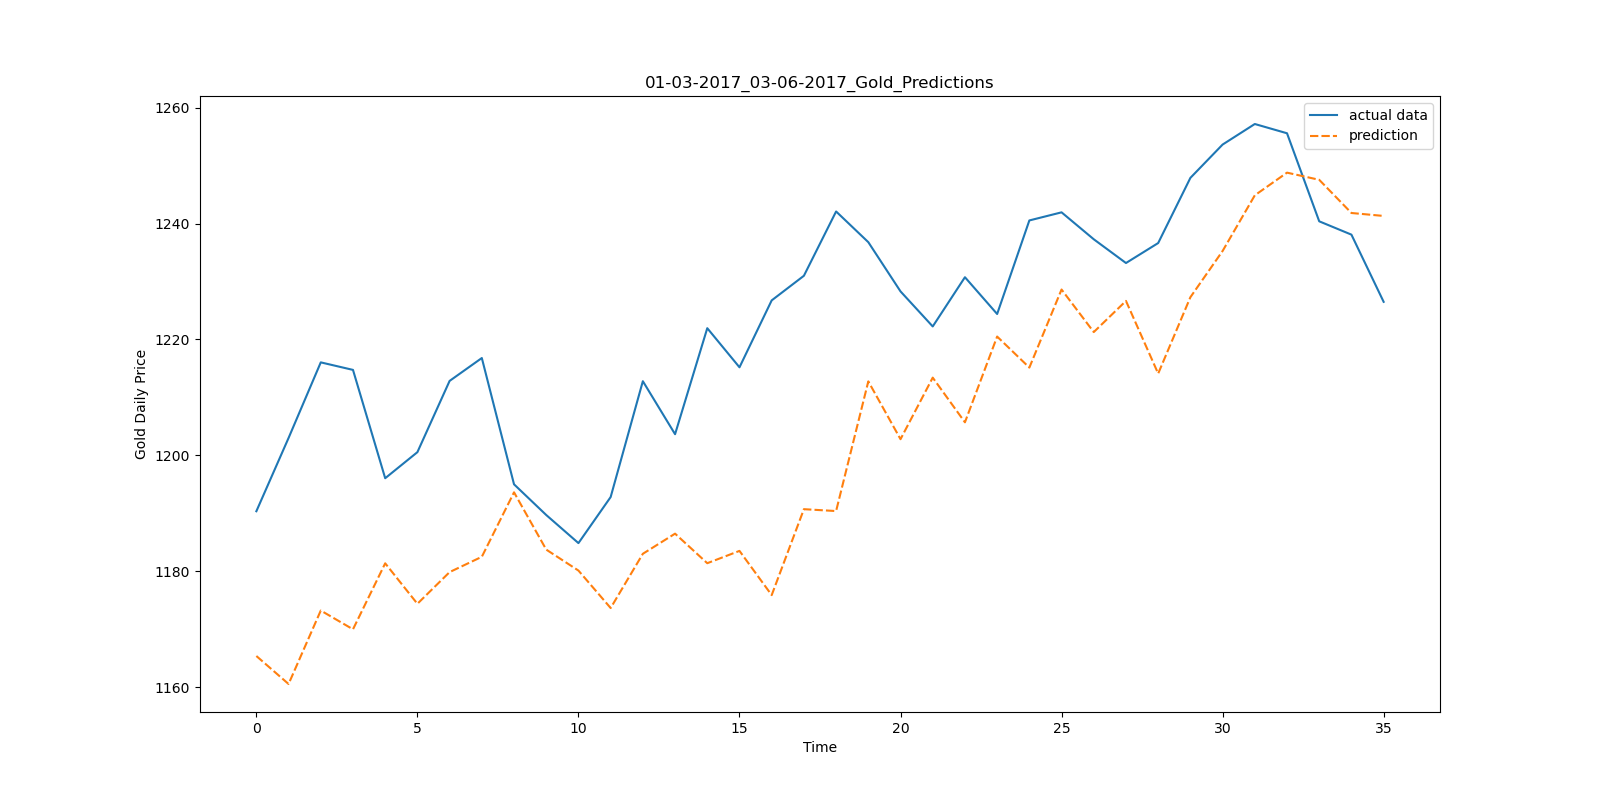 01-03-2017_03-06-2017_Gold_Predictions
actual data
prediction
1260
1240
1220
1200
1180
1160
Gold Daily Price
0 5 10 15 20 25 30 35
Time